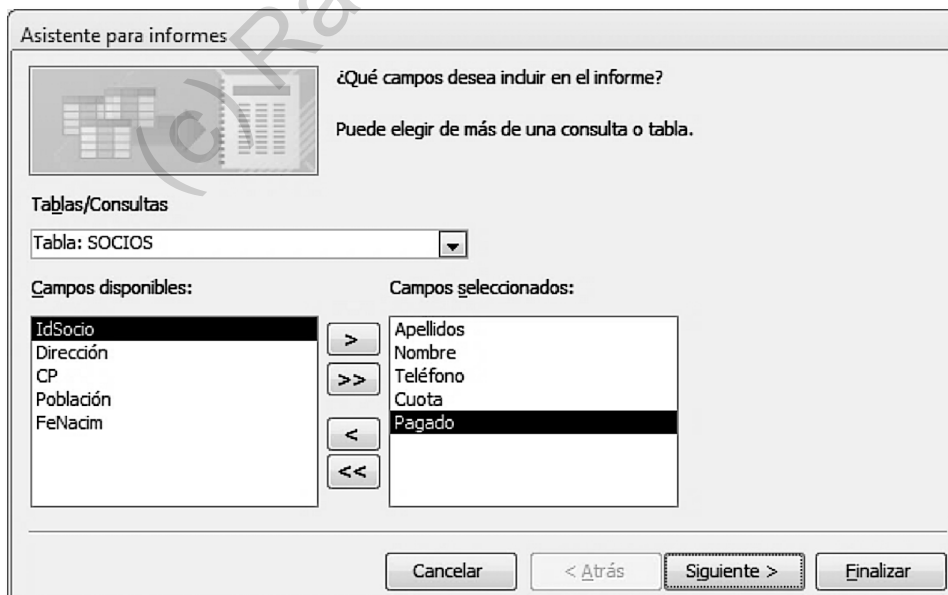 Asistente para informes
¿Qué campos desea incluir en el informe?
Puede elegir de más de una consulta o tabla.
Tablas/Consultas
Tabla: SOCIOS
Campos disponibles:
Campos seleccionados:
IdSocio
Dirección
CP
Población
FeNacim
>
>>
<
<<
Apellidos
Nombre
Teléfono
Cuota
Pagado
Cancelar
< Atrás
Siguiente >
Finalizar
(c) Ra